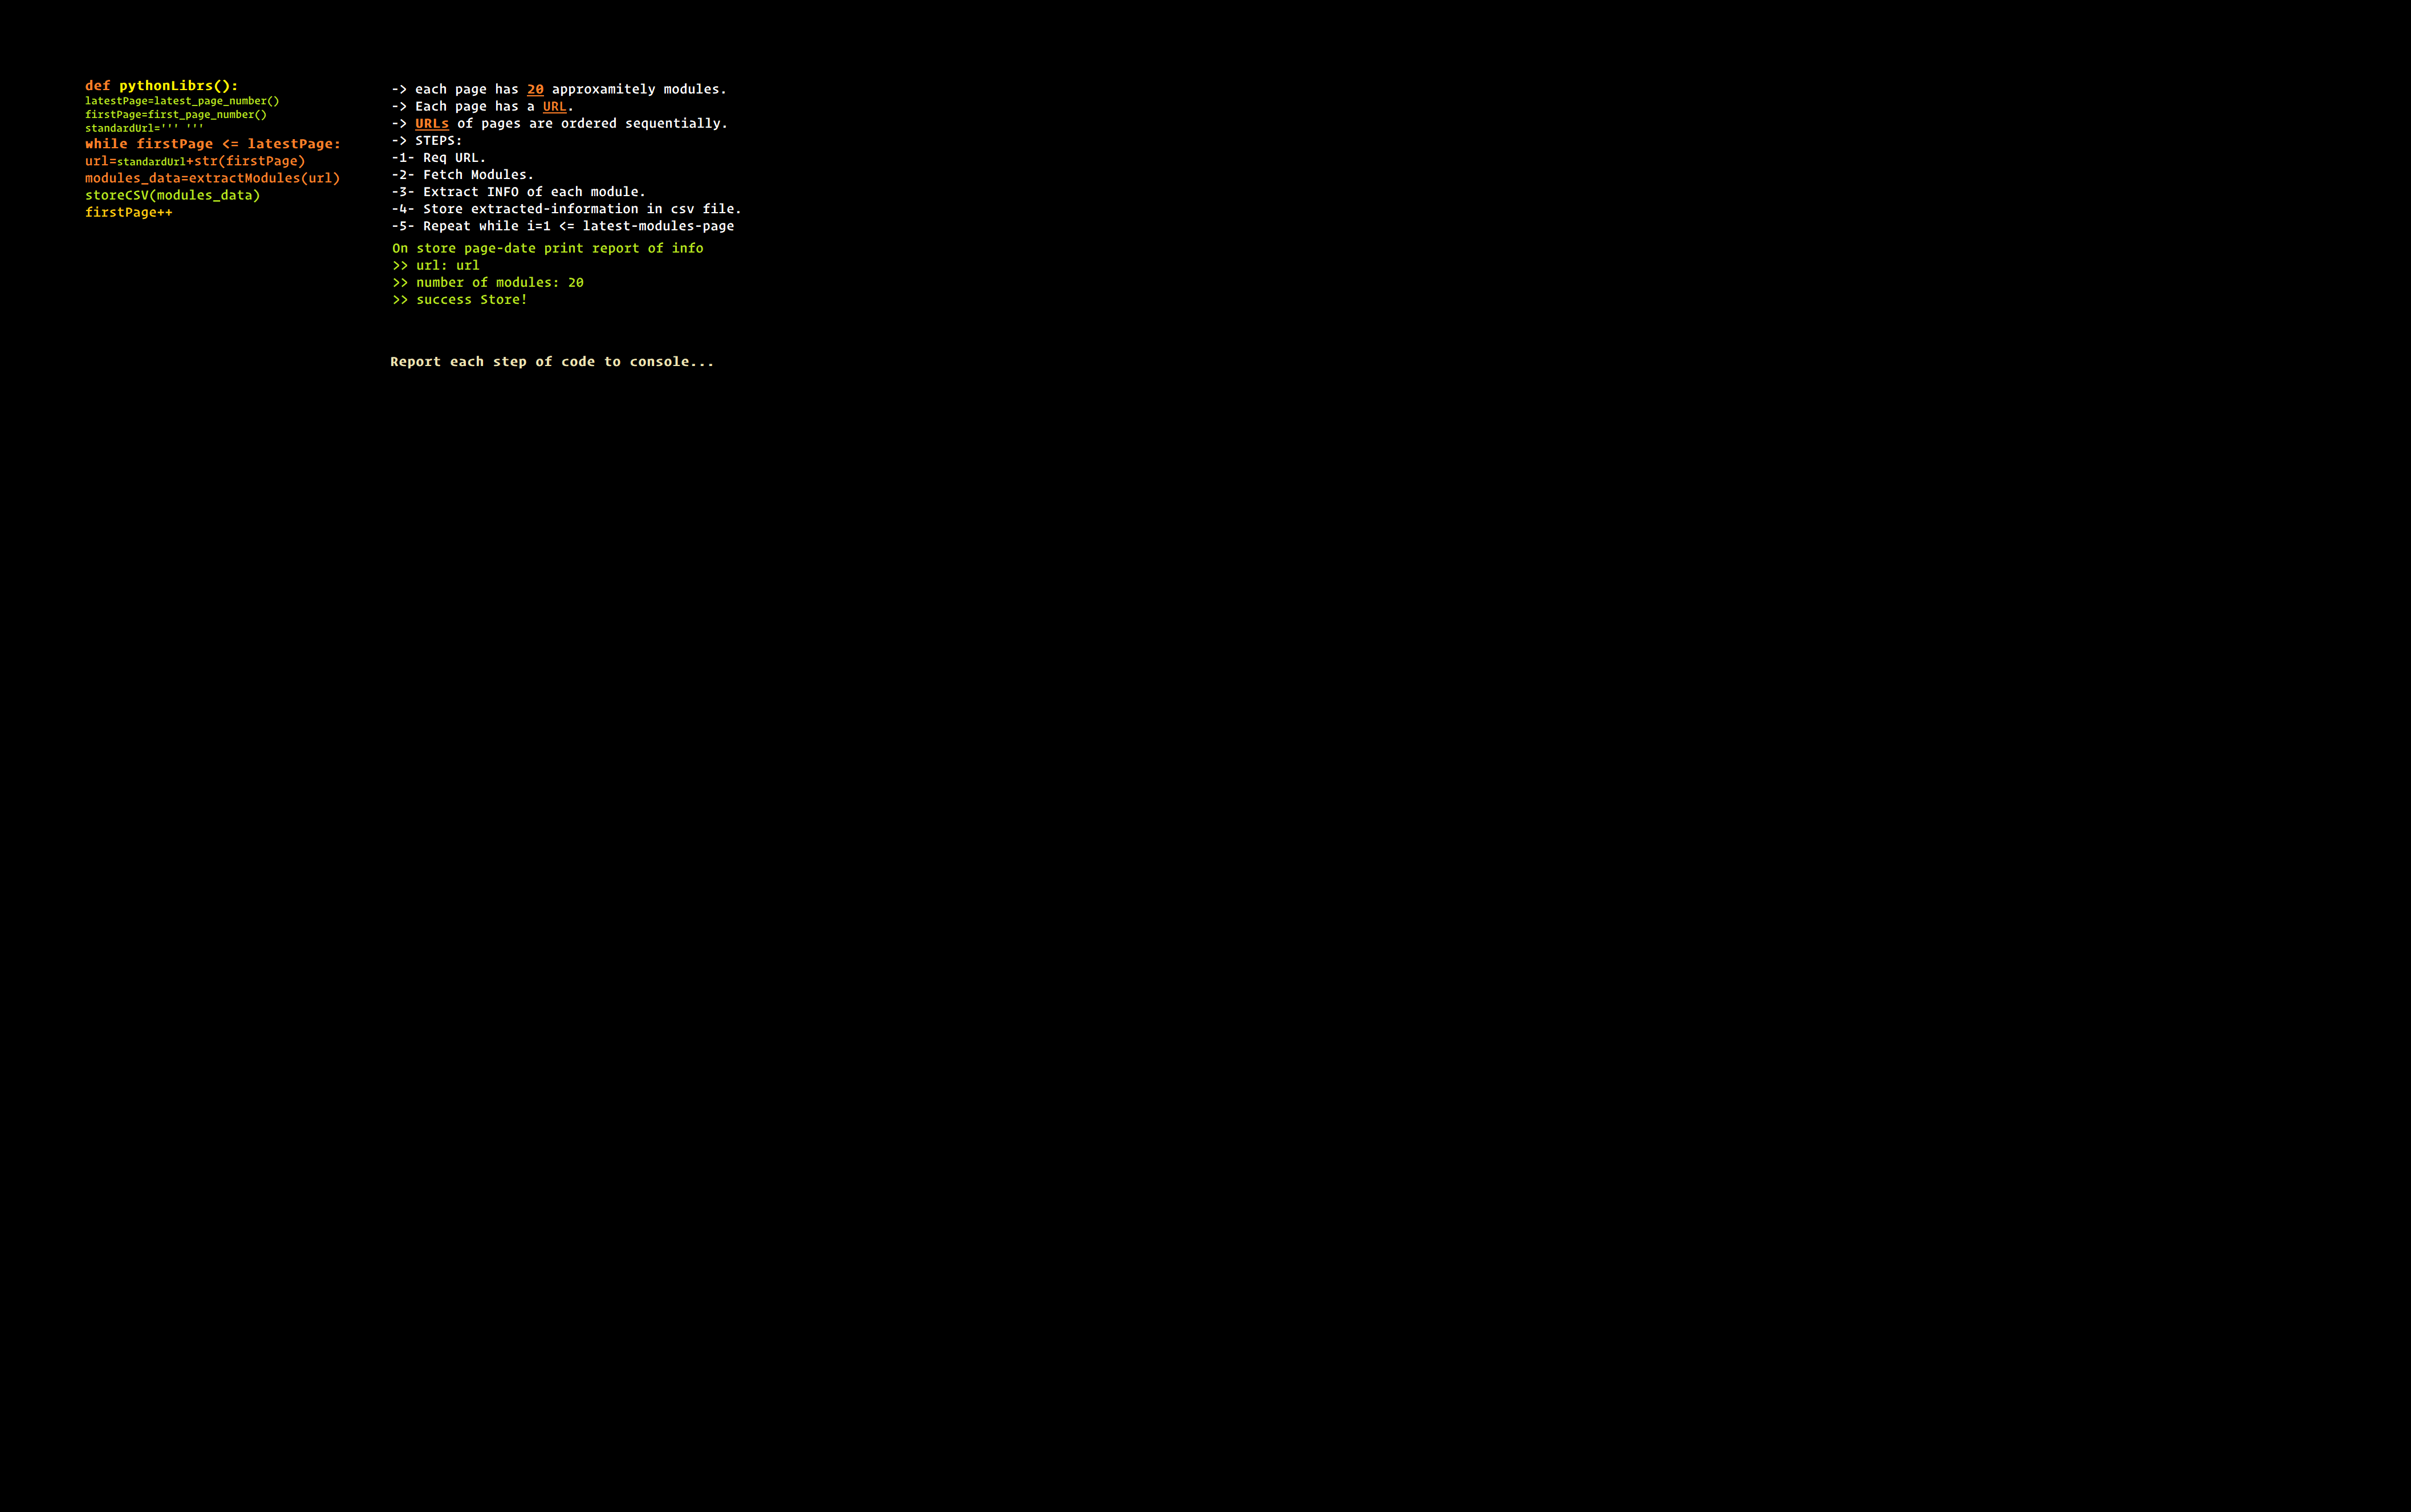 def pythonLibrs():
latestPage=latest_page_number()
firstPage=first_page_number()
standardUrl=''' '''
while firstPage <= latestPage:
url=standardUrl+str(firstPage)
modules_data=extractModules(url)
storeCSV(modules_data)
firstPage++
-> each page has 20 approxamitely modules.
-> Each page has a URL.
-> URLs of pages are ordered sequentially.
-> STEPS:
-1- Req URL.
-2- Fetch Modules.
-3- Extract INFO of each module.
-4- Store extracted-information in csv file.
-5- Repeat while i=1 <= latest-modules-page
On store page-date print report of info
>> url: url
>> number of modules: 20
>> success Store!
Report each step of code to console...